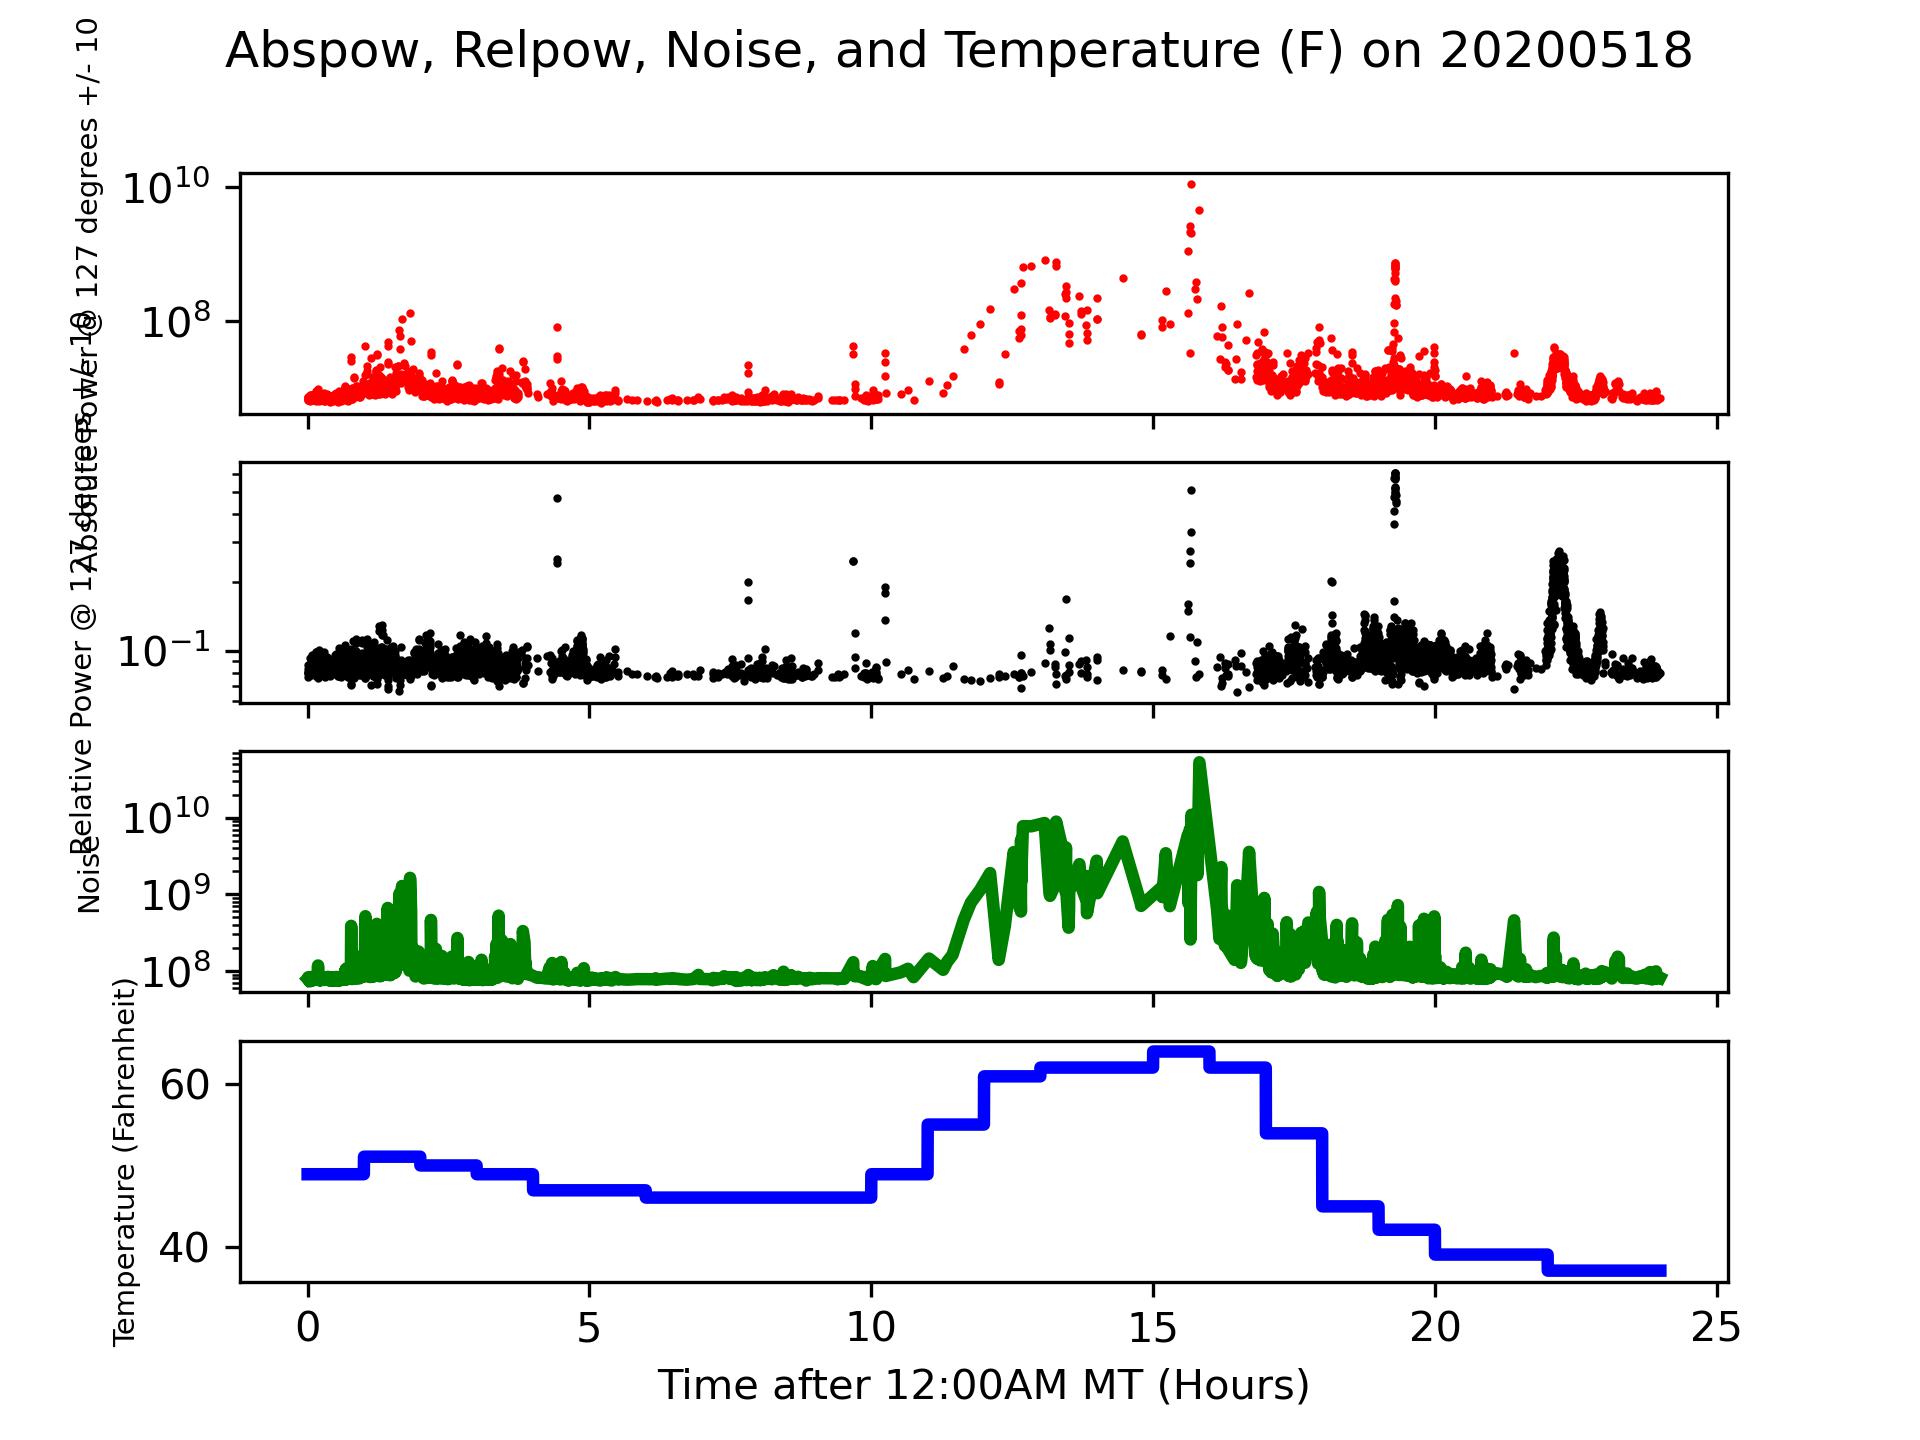 Abspow, Relpow, Noise, and Temperature (F) on 20200518
Absolute Power @ 127 degrees +/- 10
10^10
10^8
Relative Power @ 127 degrees +/- 10
10^-1
Noise
10^10
10^9
10^8
Temperature (Fahrenheit)
60
40
0 5 10 15 20 25
Time after 12:00AM MT (Hours)